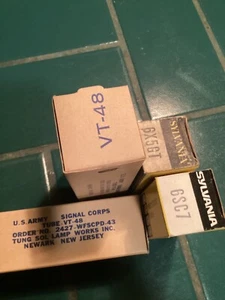 VT-48
SYLVANIA
6X5GT
SYLVANIA
6SC7
U.S. ARMY SIGNAL CORPS
TUBE-VT-48
ORDER NO. 2427-WFSCPD-43
TUNG SOL LAMP WORKS INC.
NEWARK, NEW JERSEY